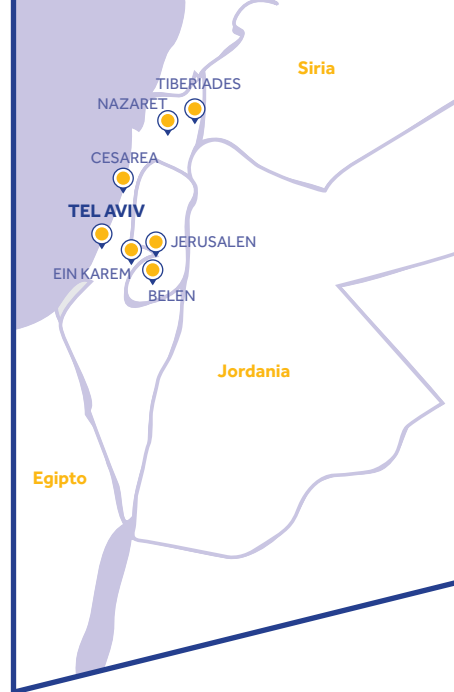 Siria
TIBERIADES
NAZARET
CESAREA
TEL AVIV
JERUSALEN
EIN KAREM
BELEN
Jordania
Egipto